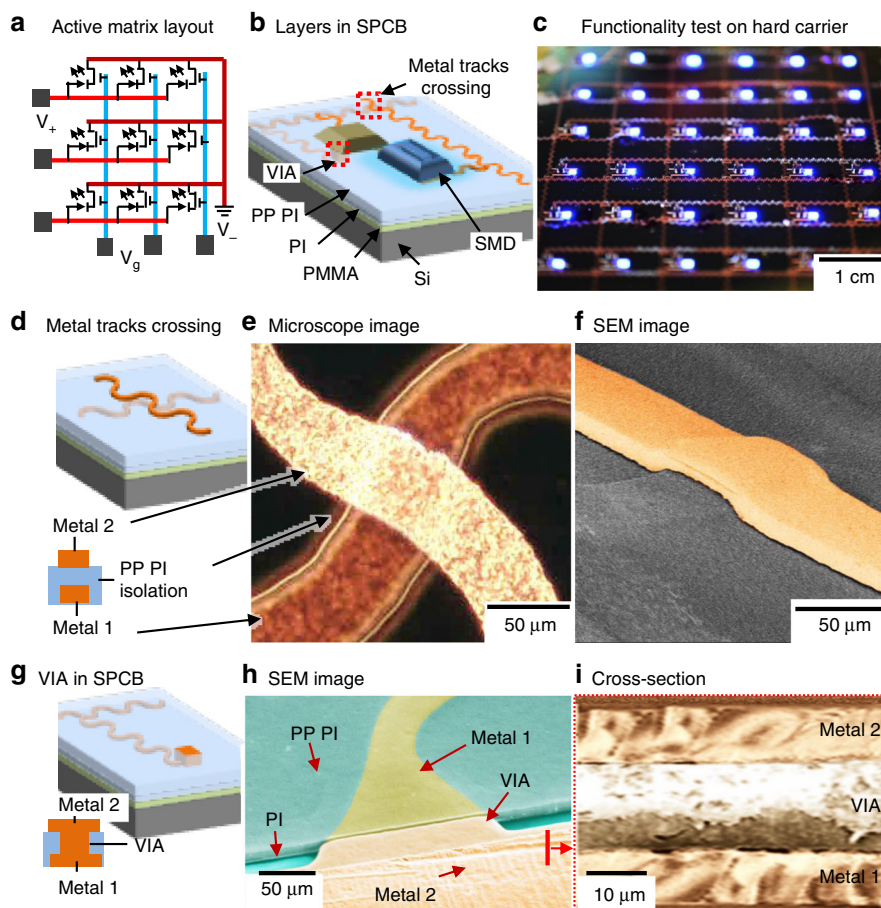 a Active matrix layout
V+
Vg
V−
b Layers in SPCB
Metal tracks
crossing
VIA
PP PI
PI
PMMA
Si
SMD
c Functionality test on hard carrier
1 cm
d Metal tracks crossing
Metal 2
PP PI
isolation
Metal 1
e Microscope image
50 μm
f SEM image
50 μm
g VIA in SPCB
Metal 2
VIA
Metal 1
h SEM image
PP PI
Metal 1
VIA
PI
50 μm
Metal 2
i Cross-section
Metal 2
VIA
Metal 1
10 μm